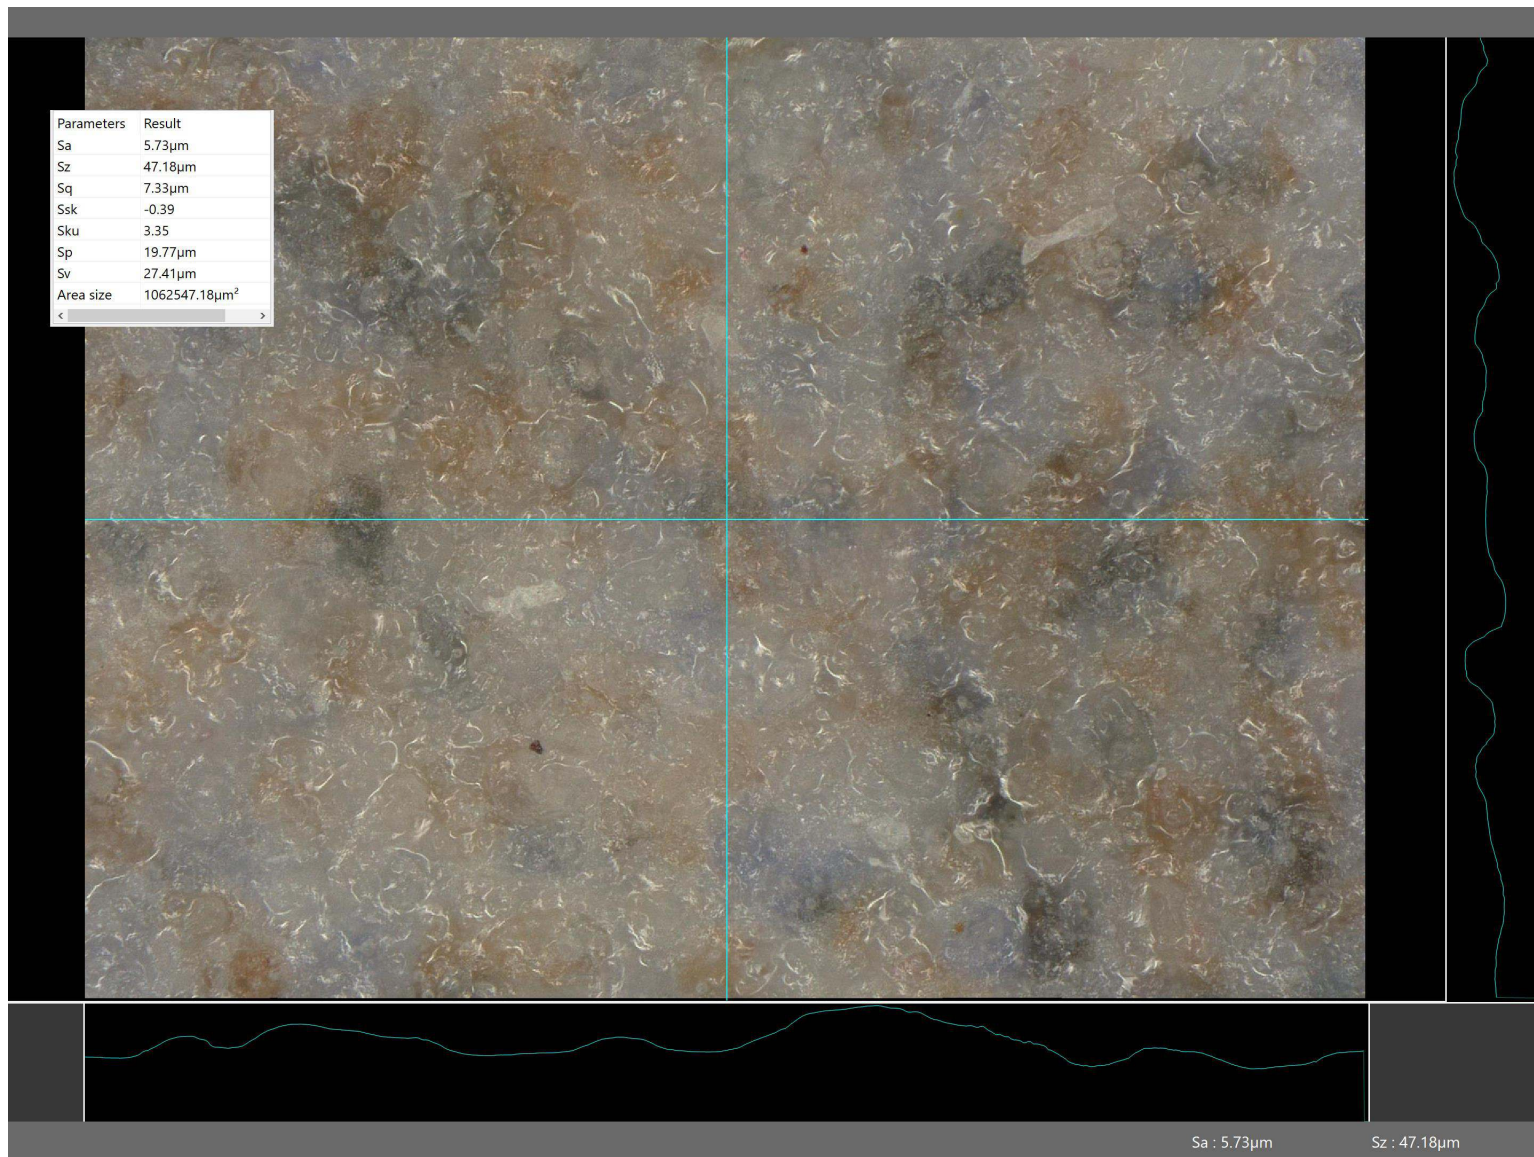 Parameters Result
Sa 5.73µm
Sz 47.18µm
Sq 7.33µm
Ssk -0.39
Sku 3.35
Sp 19.77µm
Sv 27.41µm
Area size 1062547.18µm²
Sa : 5.73µm Sz : 47.18µm